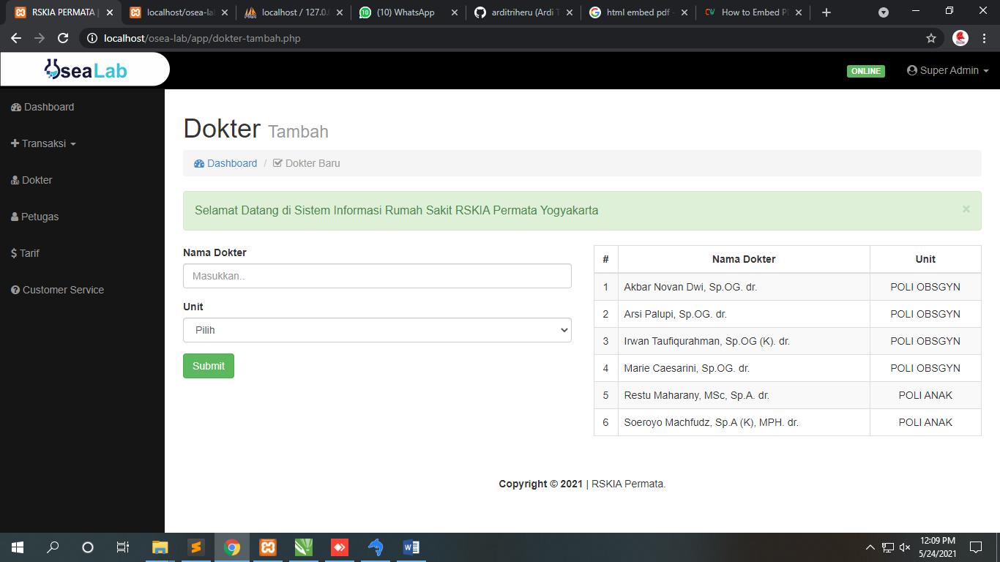 RSKIA PERMATA |
localhost/osea-la
localhost / 127.0.0
(10) WhatsApp
arditriheru (Ardi T
html embed pdf -
How to Embed P
localhost/osea-lab/app/dokter-tambah.php
OseaLab
ONLINE
Super Admin
Dashboard
Transaksi
Dokter
Petugas
Tarif
Customer Service
Dokter Tambah
Dashboard / Dokter Baru
Selamat Datang di Sistem Informasi Rumah Sakit RSKIA Permata Yogyakarta ×
Nama Dokter
Masukkan..
Unit
Pilih
Submit
# Nama Dokter Unit
1 Akbar Novan Dwi, Sp.OG. dr. POLI OBSGYN
2 Arsi Palupi, Sp.OG. dr. POLI OBSGYN
3 Irwan Taufiqurahman, Sp.OG (K). dr. POLI OBSGYN
4 Marie Caesarini, Sp.OG. dr. POLI OBSGYN
5 Restu Maharany, MSc, Sp.A. dr. POLI ANAK
6 Soeroyo Machfudz, Sp.A (K), MPH. dr. POLI ANAK
Copyright © 2021 | RSKIA Permata.
12:09 PM
5/24/2021